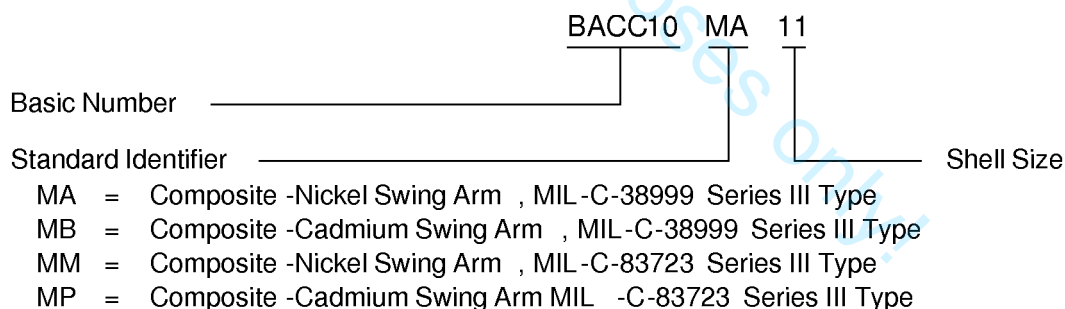 BACC10 MA 11
Basic Number
Standard Identifier Shell Size
MA = Composite -Nickel Swing Arm , MIL-C-38999 Series III Type
MB = Composite -Cadmium Swing Arm , MIL-C-38999 Series III Type
MM = Composite -Nickel Swing Arm , MIL-C-83723 Series III Type
MP = Composite -Cadmium Swing Arm MIL -C-83723 Series III Type
only!